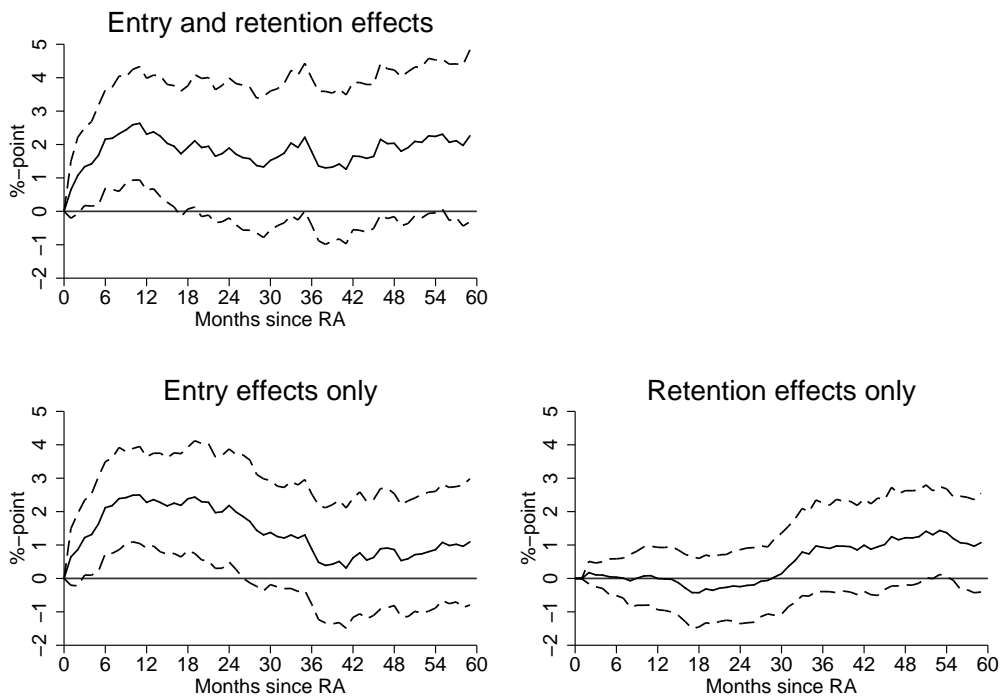 Entry and retention effects
%−point
5
4
3
2
1
0
−1
−2
0 6 12 18 24 30 36 42 48 54 60
Months since RA
Entry effects only
%−point
5
4
3
2
1
0
−1
−2
0 6 12 18 24 30 36 42 48 54 60
Months since RA
Retention effects only
%−point
5
4
3
2
1
0
−1
−2
0 6 12 18 24 30 36 42 48 54 60
Months since RA